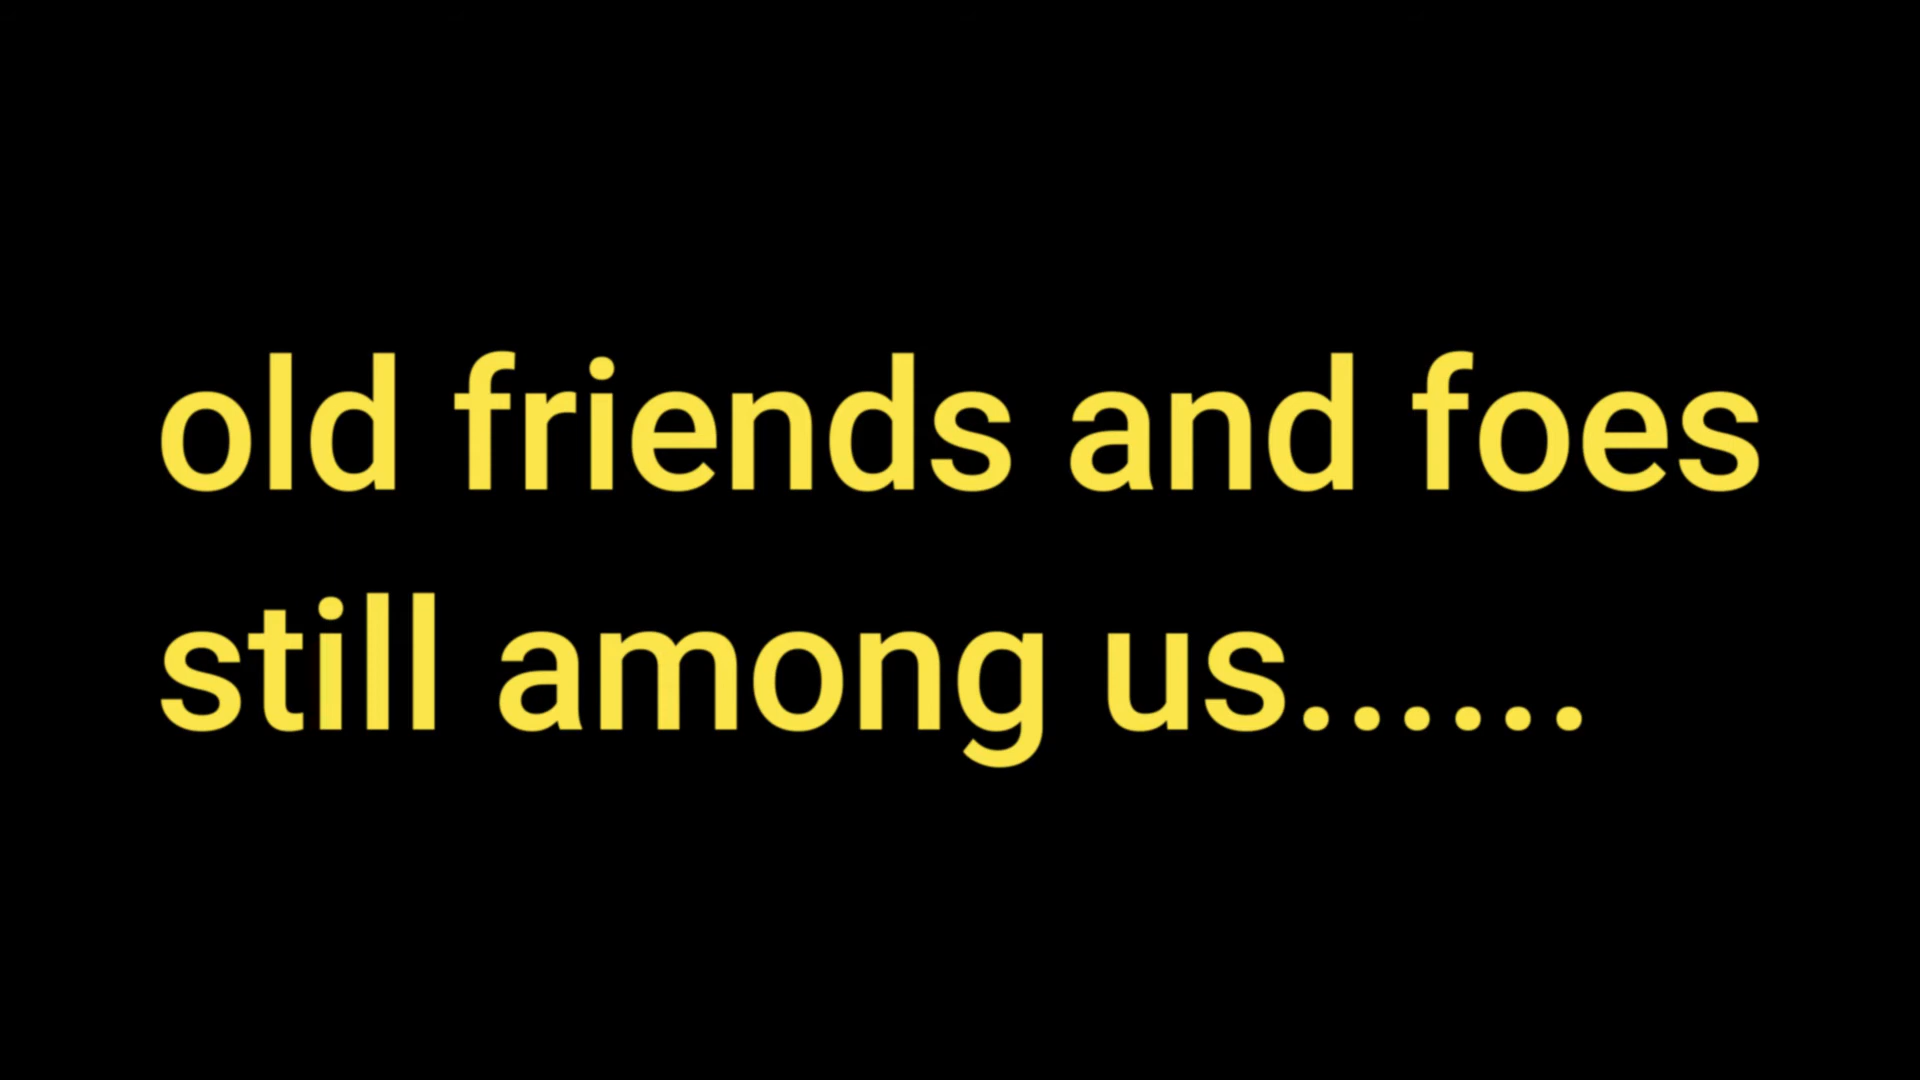 old friends and foes
still among us......